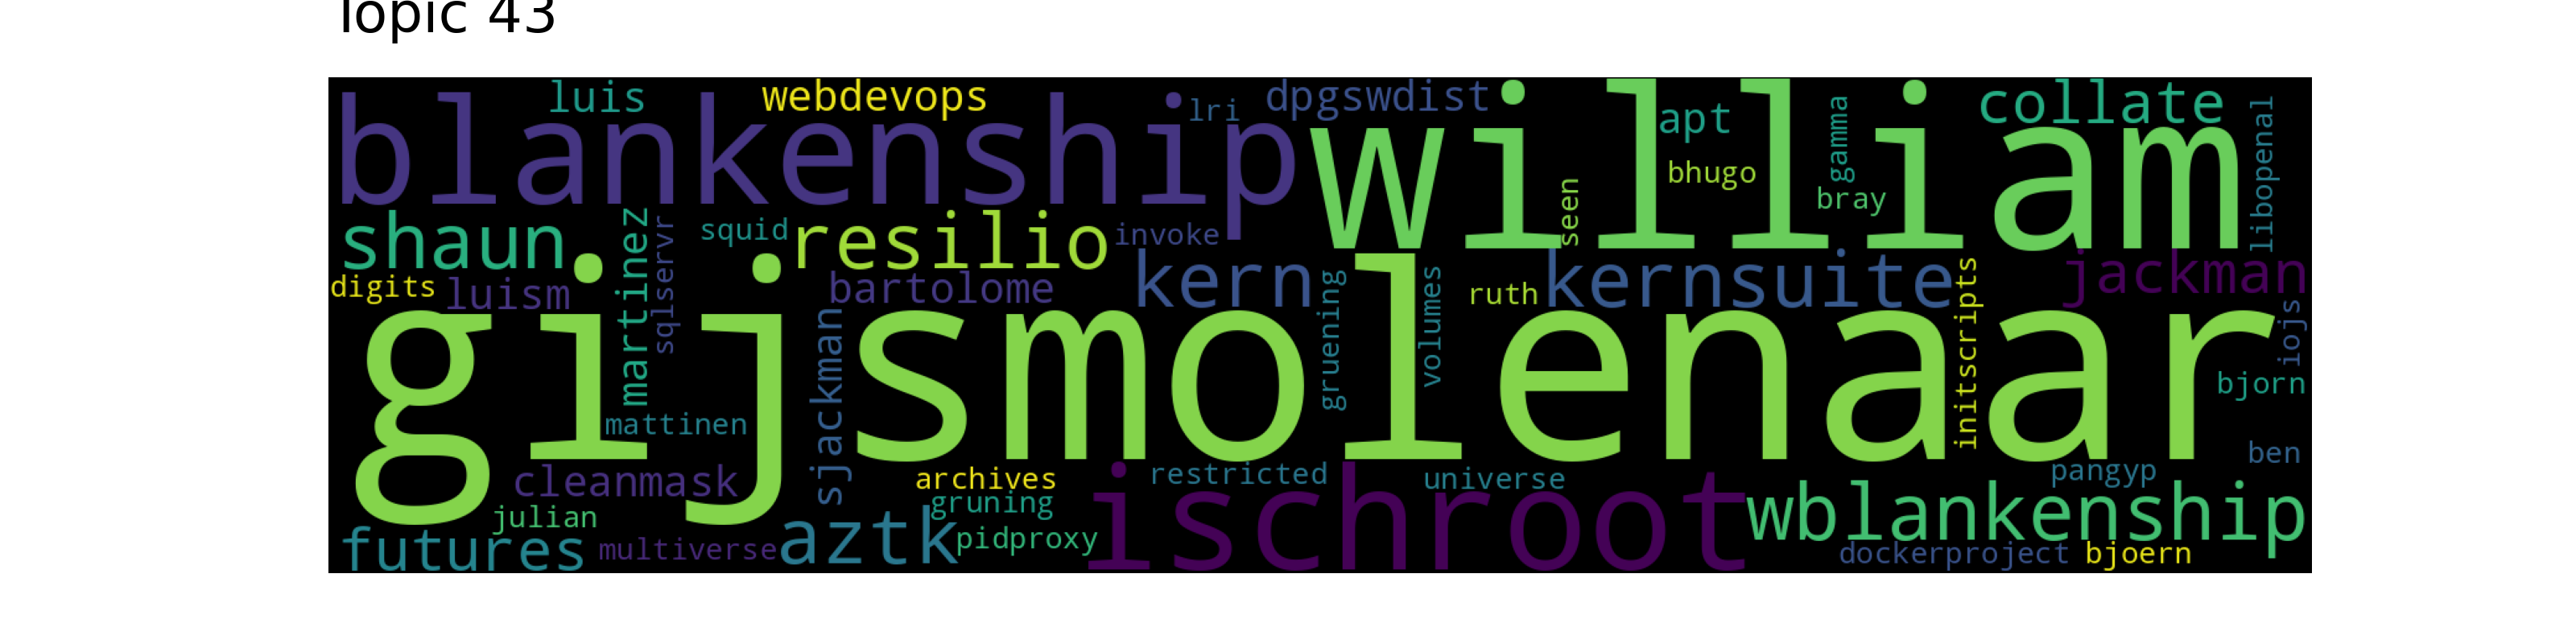 Topic 43
luis webdevops lri dpgswdist apt gamma collate libopenal
blankenship william
seen bhugo bray
shaun martinez sqlservr squid resilio invoke
digits luism bartolome kern gruening volumes ruth kernsuite initscripts jackman iojs
gijsmolenaar
mattinen sjackman bjorn
cleanmask archives restricted universe pangyp ben
julian gruning ischroot wblankenship
futures multiverse aztk pidproxy dockerproject bjoern